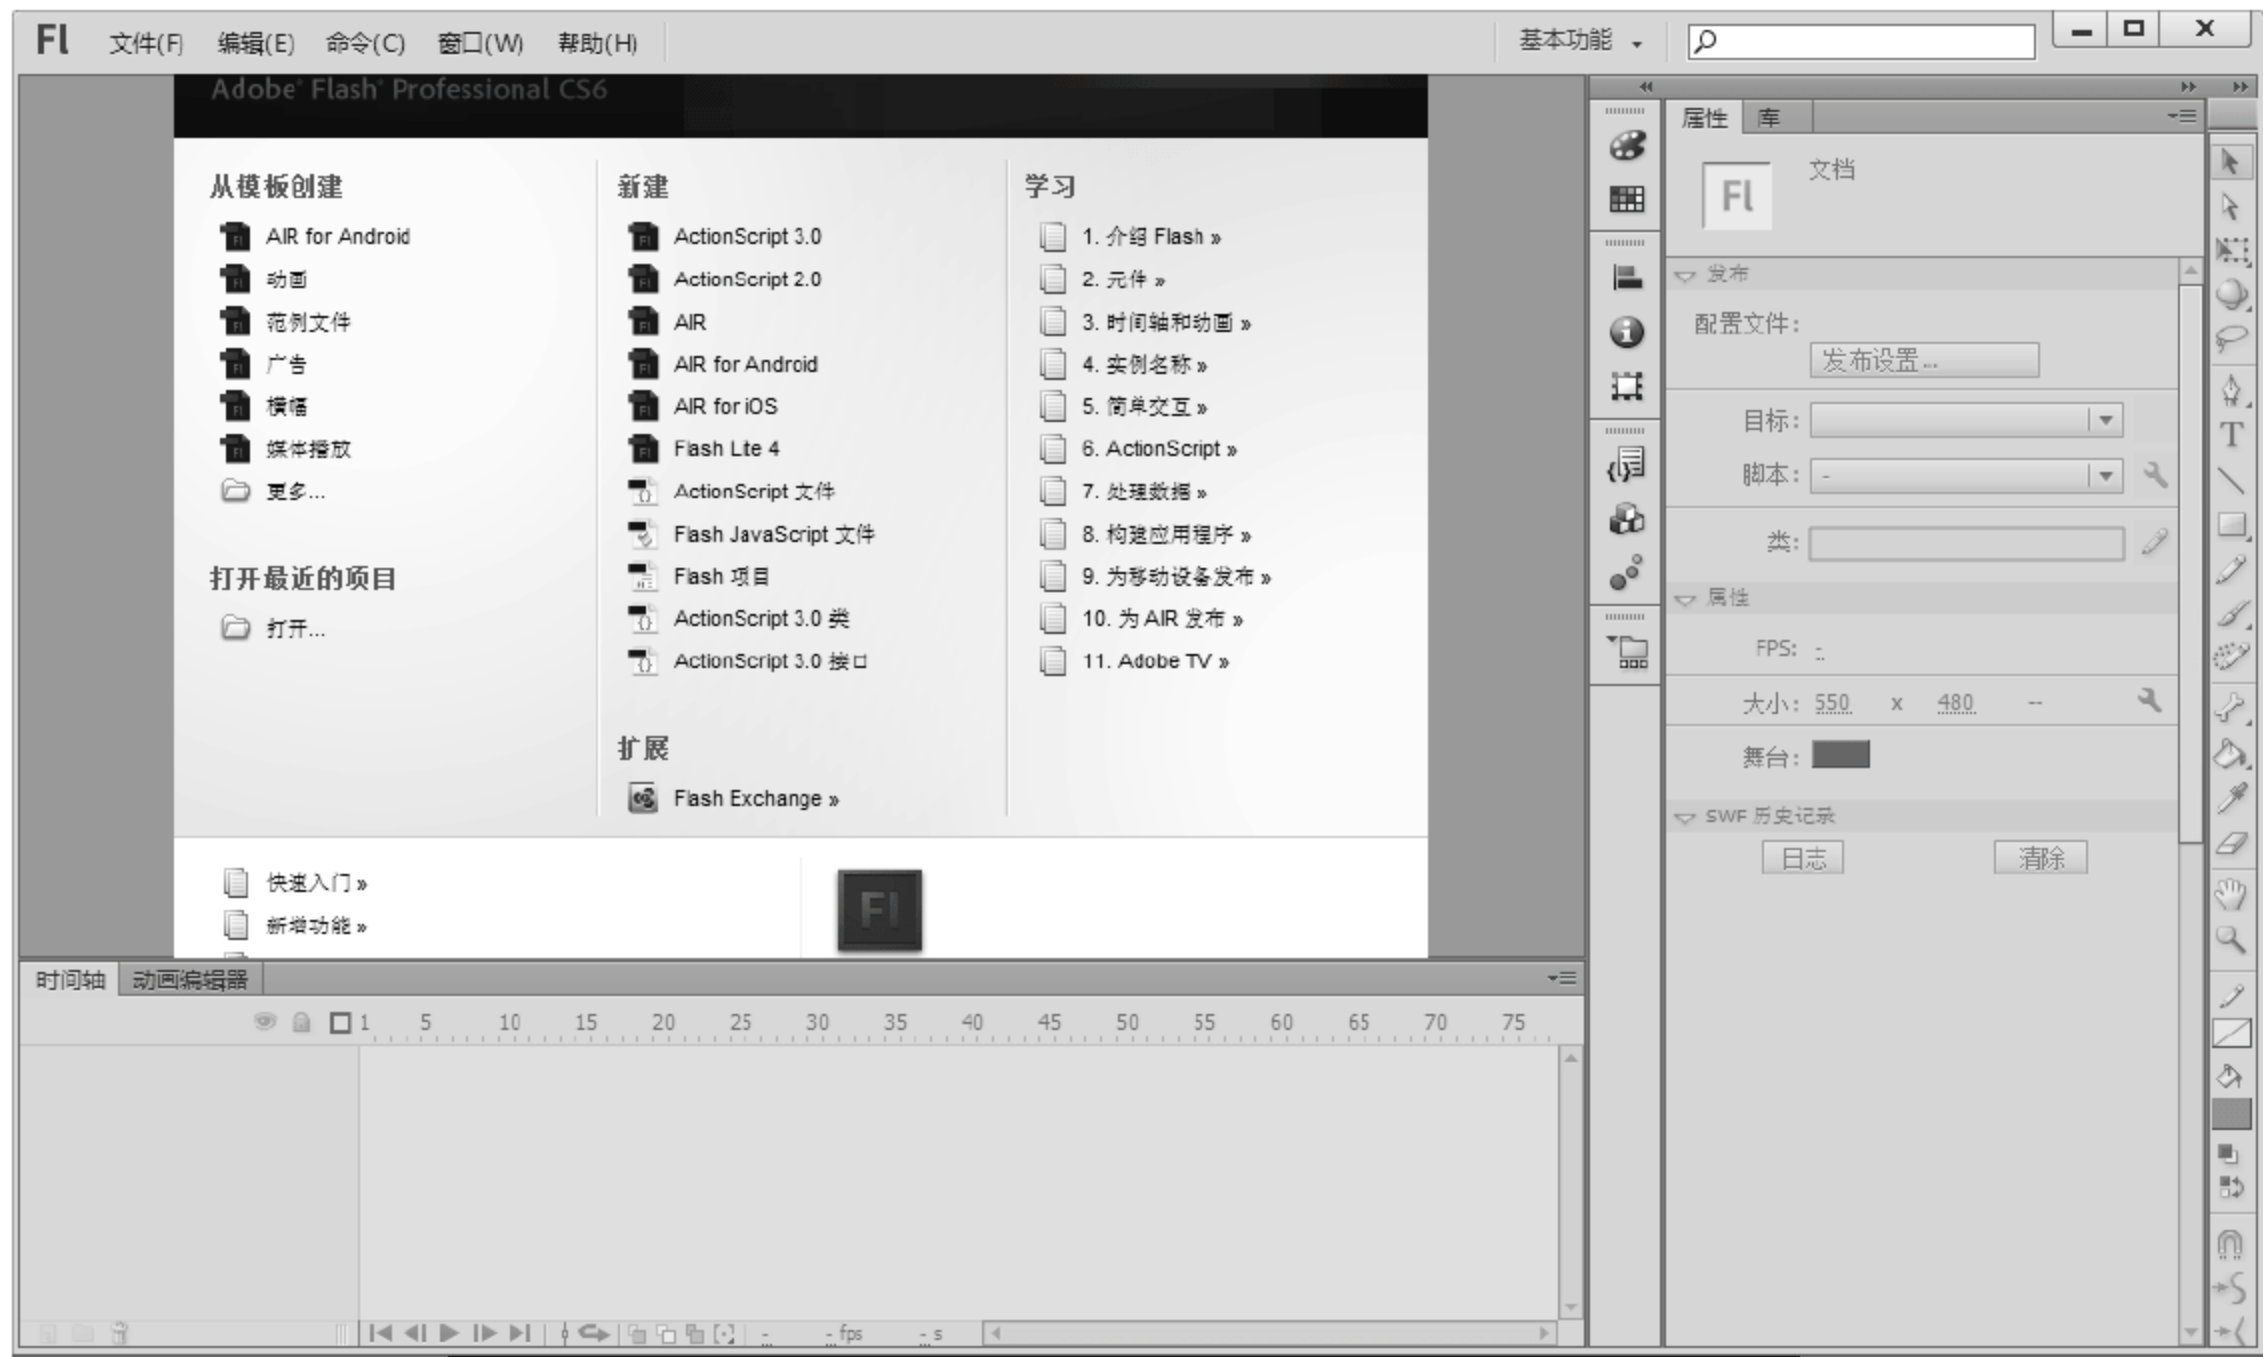 Fl 文件(F) 编辑(E) 命令(C) 窗口(W) 帮助(H) 基本功能
Adobe® Flash® Professional CS6
从模板创建
AIR for Android
动画
范例文件
广告
横幅
媒体播放
更多...
打开最近的项目
打开...
新建
ActionScript 3.0
ActionScript 2.0
AIR
AIR for Android
AIR for iOS
Flash Lite 4
ActionScript 文件
Flash JavaScript 文件
Flash 项目
ActionScript 3.0 类
ActionScript 3.0 接口
扩展
Flash Exchange »
学习
1. 介绍 Flash »
2. 元件 »
3. 时间轴和动画 »
4. 实例名称 »
5. 简单交互 »
6. ActionScript »
7. 处理数据 »
8. 构建应用程序 »
9. 为移动设备发布 »
10. 为 AIR 发布 »
11. Adobe TV »
快速入门 »
新增功能 »
Fl
时间轴 动画编辑器
1 5 10 15 20 25 30 35 40 45 50 55 60 65 70 75
- - fps - s
属性 库
Fl 文档
发布
配置文件:
发布设置...
目标:
脚本: -
类:
属性
FPS: -
大小: 550 x 480 --
舞台:
SWF 历史记录
日志 清除
T